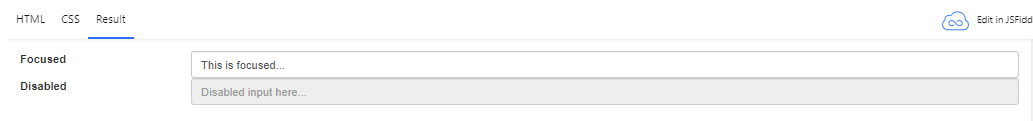 HTML CSS Result Edit in JSFidd
Focused This is focused...
Disabled Disabled input here...